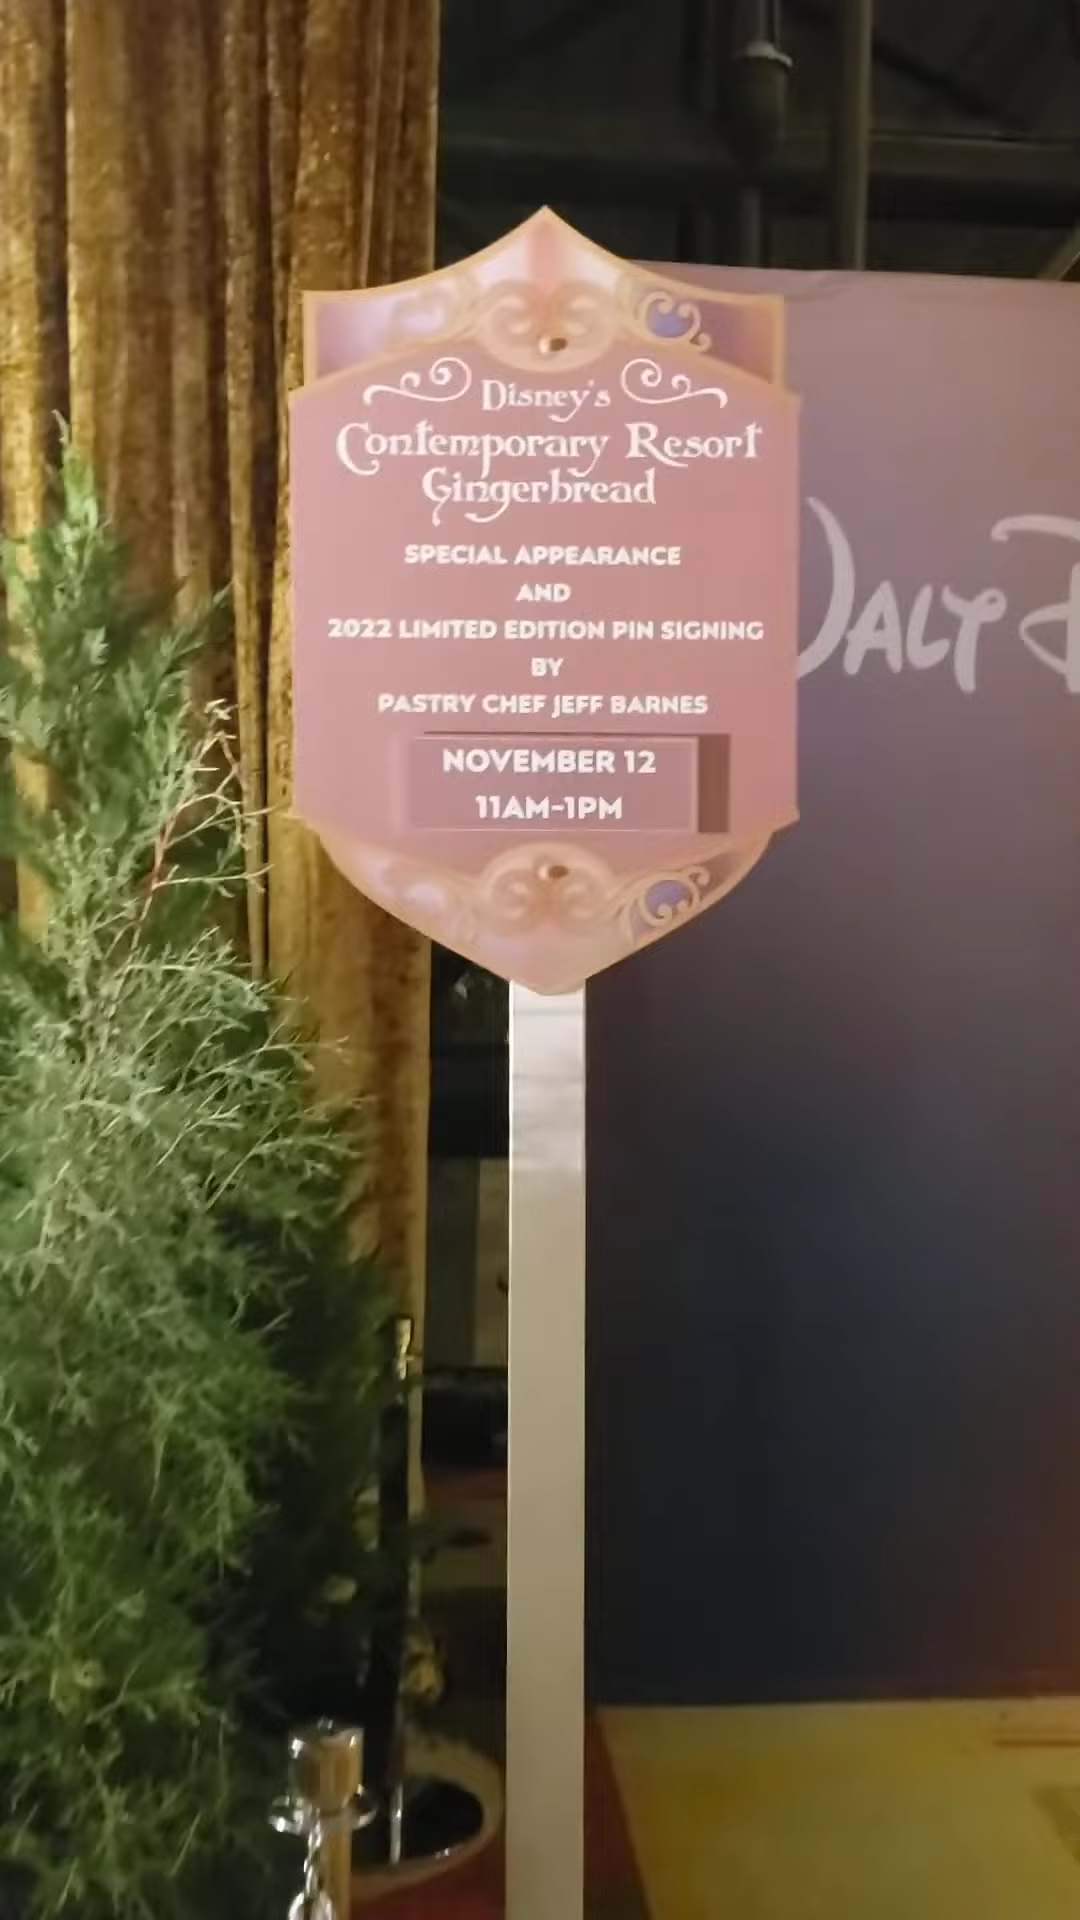 Disney's
Contemporary Resort
Gingerbread
SPECIAL APPEARANCE
AND
2022 LIMITED EDITION PIN SIGNING
BY
PASTRY CHEF JEFF BARNES
NOVEMBER 12
11AM-1PM
WALT